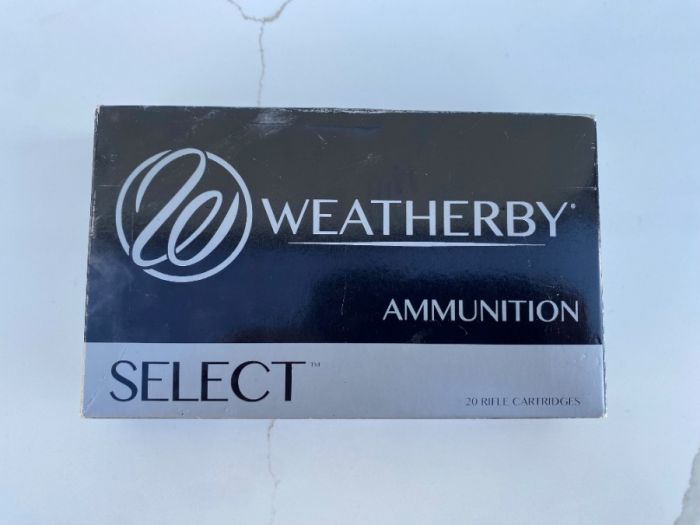 WEATHERBY®
AMMUNITION
SELECT™
20 RIFLE CARTRIDGES